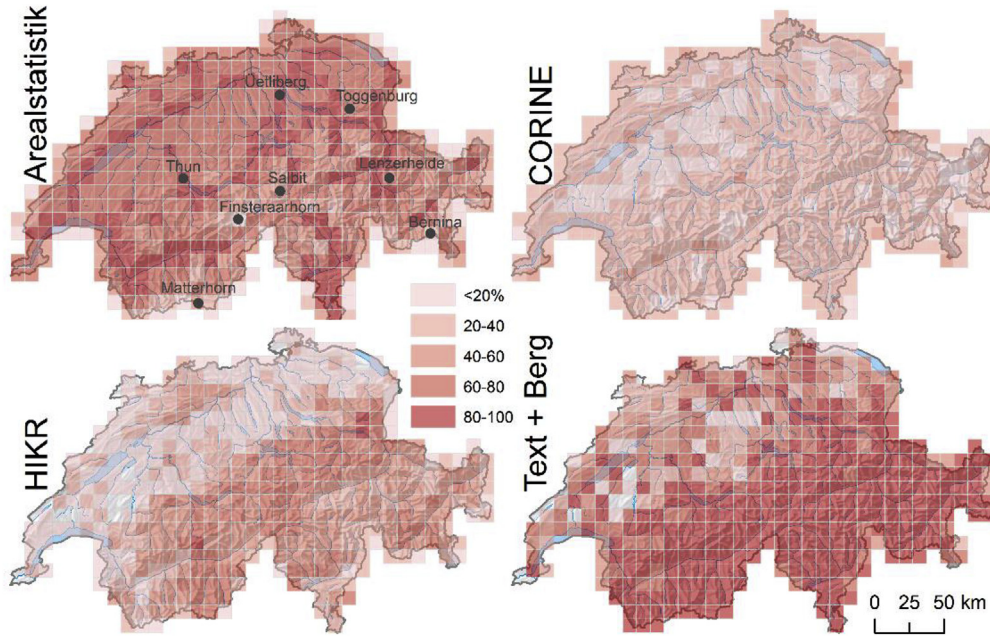 Arealstatistik
Uetliberg
Toggenburg
Thun
Salbit
Lenzerheide
Finsteraarhorn
Bernina
Matterhorn
CORINE
<20%
20-40
40-60
60-80
80-100
HIKR
Text + Berg
0 25 50 km